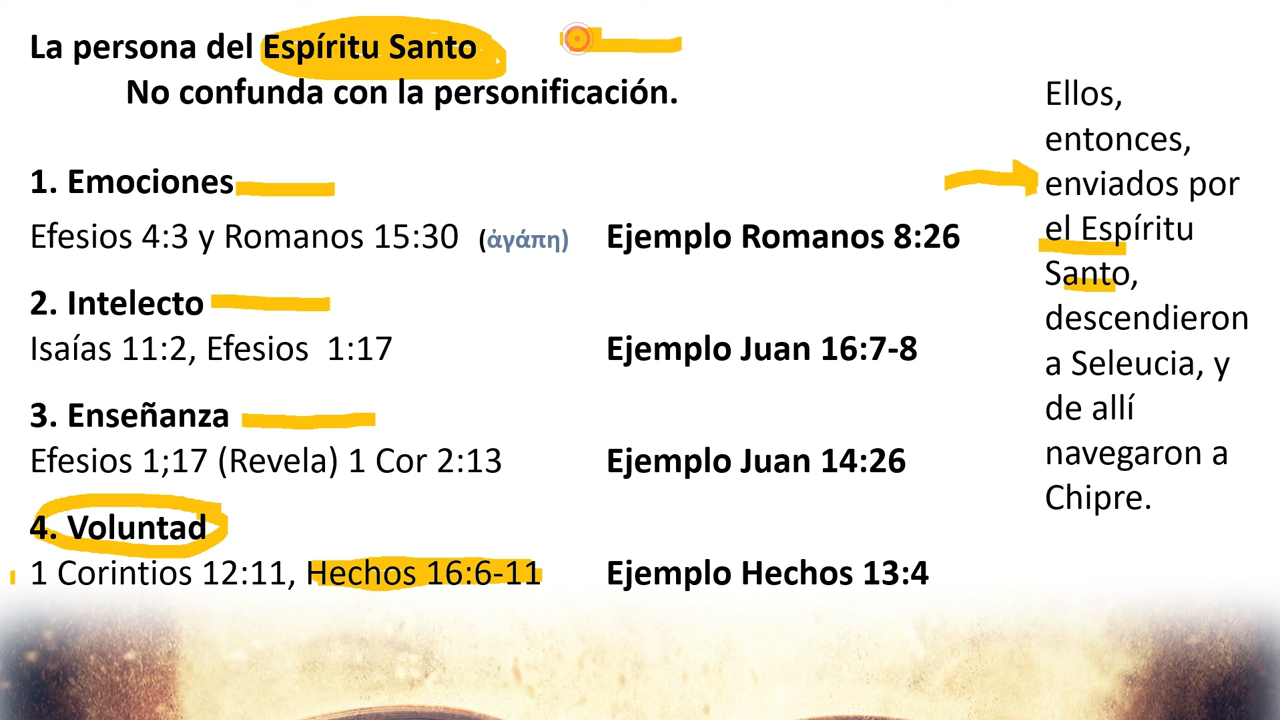 La persona del Espíritu Santo
No confunda con la personificación.
1. Emociones
Efesios 4:3 y Romanos 15:30 (ἀγάπη) Ejemplo Romanos 8:26
2. Intelecto
Isaías 11:2, Efesios 1:17 Ejemplo Juan 16:7-8
3. Enseñanza
Efesios 1;17 (Revela) 1 Cor 2:13 Ejemplo Juan 14:26
4. Voluntad
1 Corintios 12:11, Hechos 16:6-11 Ejemplo Hechos 13:4
Ellos,
entonces,
enviados por
el Espíritu
Santo,
descendieron
a Seleucia, y
de allí
navegaron a
Chipre.